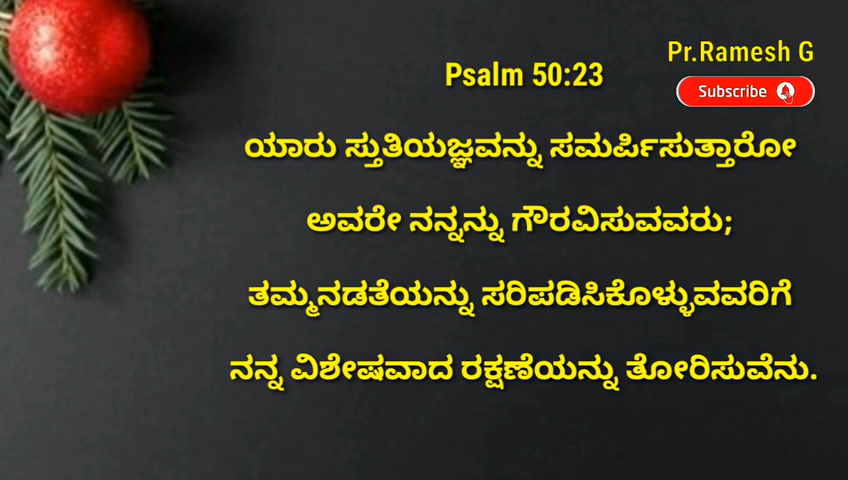 Pr.Ramesh G
Subscribe
Psalm 50:23
ಯಾರು ಸ್ತುತಿಯಜ್ಞವನ್ನು ಸಮರ್ಪಿಸುತ್ತಾರೋ
ಅವರೇ ನನ್ನನ್ನು ಗೌರವಿಸುವವರು;
ತಮ್ಮನಡತೆಯನ್ನು ಸರಿಪಡಿಸಿಕೊಳ್ಳುವವರಿಗೆ
ನನ್ನ ವಿಶೇಷವಾದ ರಕ್ಷಣೆಯನ್ನು ತೋರಿಸುವೆನು.